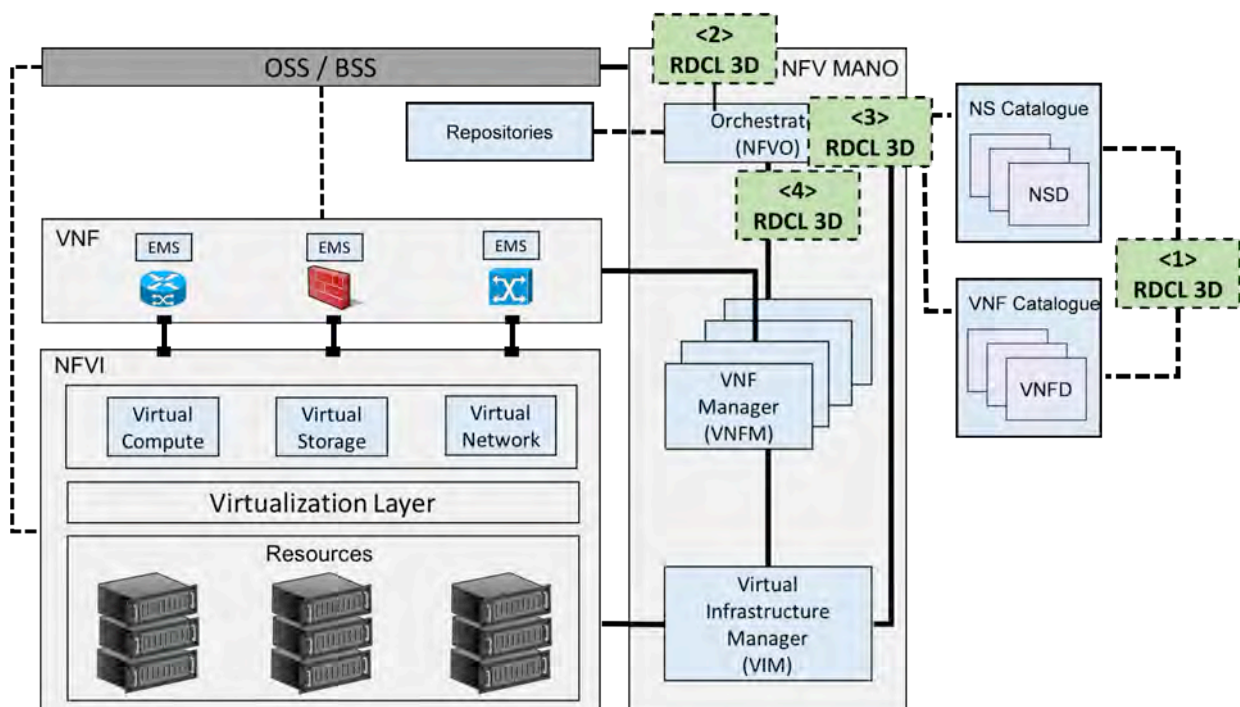 <2>
RDCL 3D
NFV MANO
OSS / BSS
Repositories
Orchestrat
(NFVO)
<3>
RDCL 3D
NS Catalogue
NSD
<4>
RDCL 3D
VNF
EMS
EMS
EMS
<1>
RDCL 3D
VNF Catalogue
VNFD
NFVI
Virtual
Compute
Virtual
Storage
Virtual
Network
VNF
Manager
(VNFM)
Virtualization Layer
Resources
Virtual
Infrastructure
Manager
(VIM)